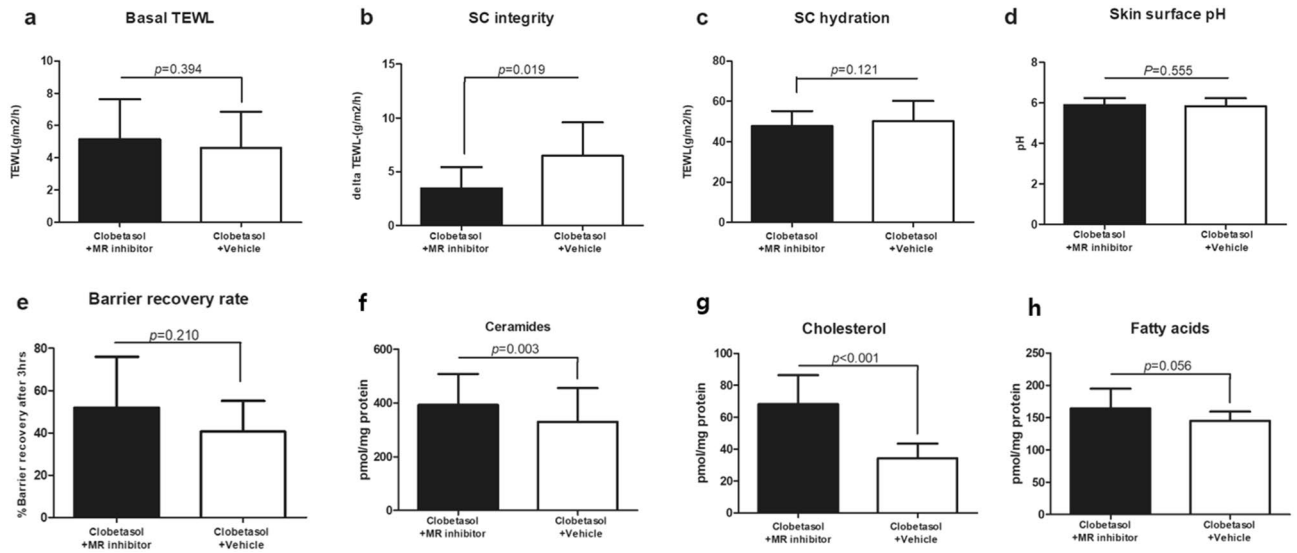 a
Basal TEWL
TEWL(g/m2/h)
10
8
6
4
2
0
p=0.394
Clobetasol
+MR inhibitor
Clobetasol
+Vehicle
b
SC integrity
delta TEWL-(g/m2/h)
15
10
5
0
p=0.019
Clobetasol
+MR inhibitor
Clobetasol
+Vehicle
c
SC hydration
TEWL(g/m2/h)
80
60
40
20
0
p=0.121
Clobetasol
+MR inhibitor
Clobetasol
+Vehicle
d
Skin surface pH
pH
8
6
4
2
0
P=0.555
Clobetasol
+MR inhibitor
Clobetasol
+Vehicle
e
Barrier recovery rate
%Barrier recovery after 3hrs
80
60
40
20
0
p=0.210
Clobetasol
+MR inhibitor
Clobetasol
+Vehicle
f
Ceramides
pmol/mg protein
600
400
200
0
p=0.003
Clobetasol
+MR inhibitor
Clobetasol
+Vehicle
g
Cholesterol
pmol/mg protein
100
80
60
40
20
0
p<0.001
Clobetasol
+MR inhibitor
Clobetasol
+Vehicle
h
Fatty acids
pmol/mg protein
250
200
150
100
50
0
p=0.056
Clobetasol
+MR inhibitor
Clobetasol
+Vehicle